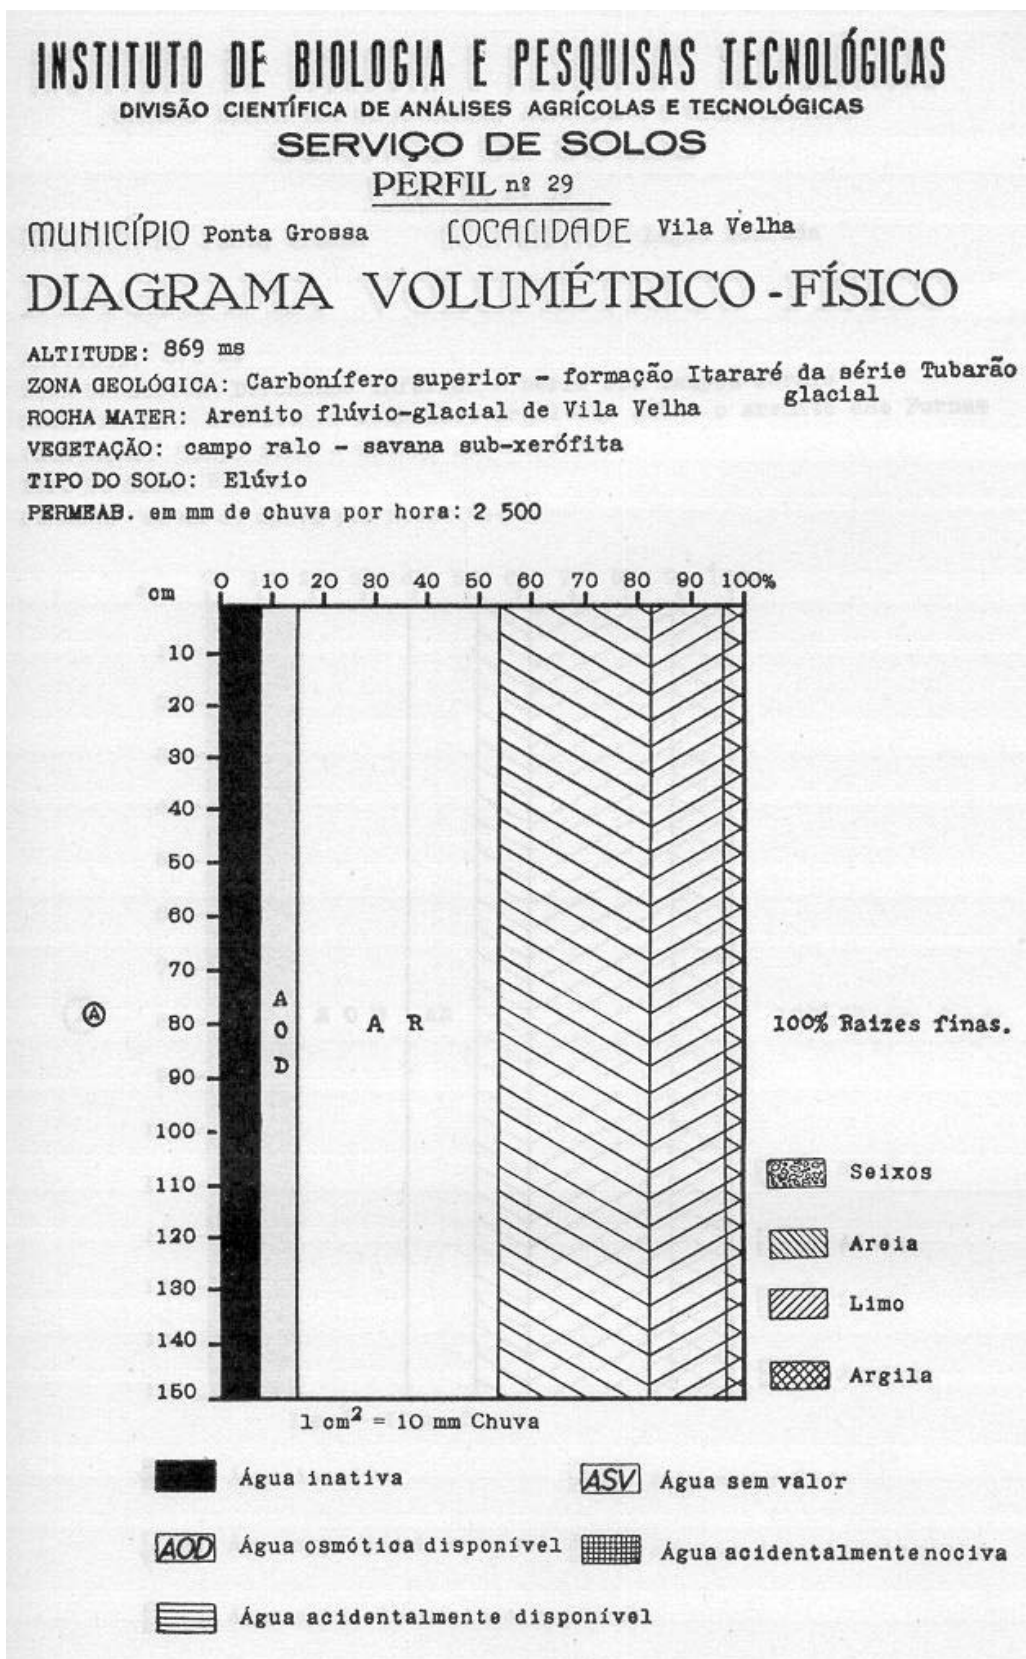 INSTITUTO DE BIOLOGIA E PESQUISAS TECNOLÓGICAS
DIVISÃO CIENTÍFICA DE ANÁLISES AGRÍCOLAS E TECNOLÓGICAS
SERVIÇO DE SOLOS
PERFIL nº 29
MUNICÍPIO Ponta Grossa LOCALIDADE Vila Velha
DIAGRAMA VOLUMÉTRICO-FÍSICO
ALTITUDE: 869 ms
ZONA GEOLÓGICA: Carbonífero superior - formação Itararé da série Tubarão
glacial
ROCHA MATER: Arenito flúvio-glacial de Vila Velha
VEGETAÇÃO: campo ralo - savana sub-xerófita
TIPO DO SOLO: Elúvio
PERMEAB. em mm de chuva por hora: 2 500
cm 0 10 20 30 40 50 60 70 80 90 100%
10
20
30
40
50
60
70
A
A 80 O A R 100% Raizes finas.
90 D
100
110 Seixos
120 Areia
130 Limo
140
150 Argila
1 cm² = 10 mm Chuva
Água inativa ASV Água sem valor
AOD Água osmótica disponível Água acidentalmente nociva
Água acidentalmente disponível